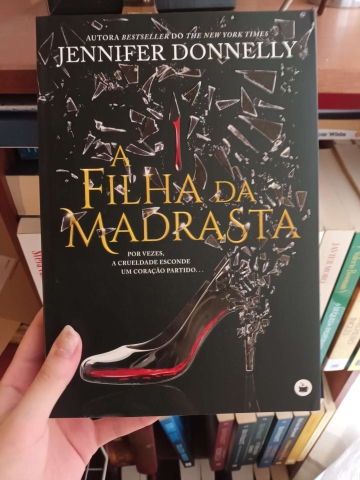 AUTORA BESTSELLER DO THE NEW YORK TIMES
JENNIFER DONNELLY
A
FILHA DA
MADRASTA
POR VEZES,
A CRUELDADE ESCONDE
UM CORAÇÃO PARTIDO...